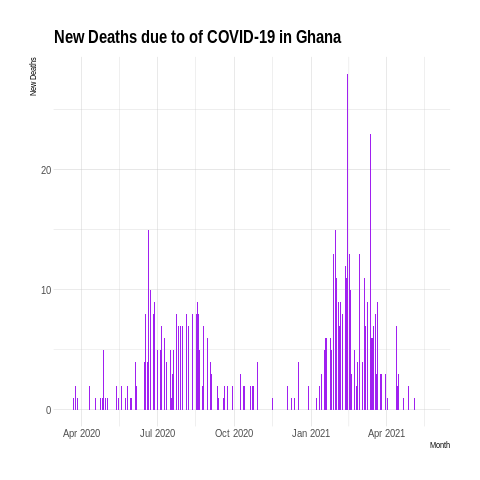 New Deaths due to of COVID-19 in Ghana
New Deaths
20
10
0
Apr 2020 Jul 2020 Oct 2020 Jan 2021 Apr 2021
Month